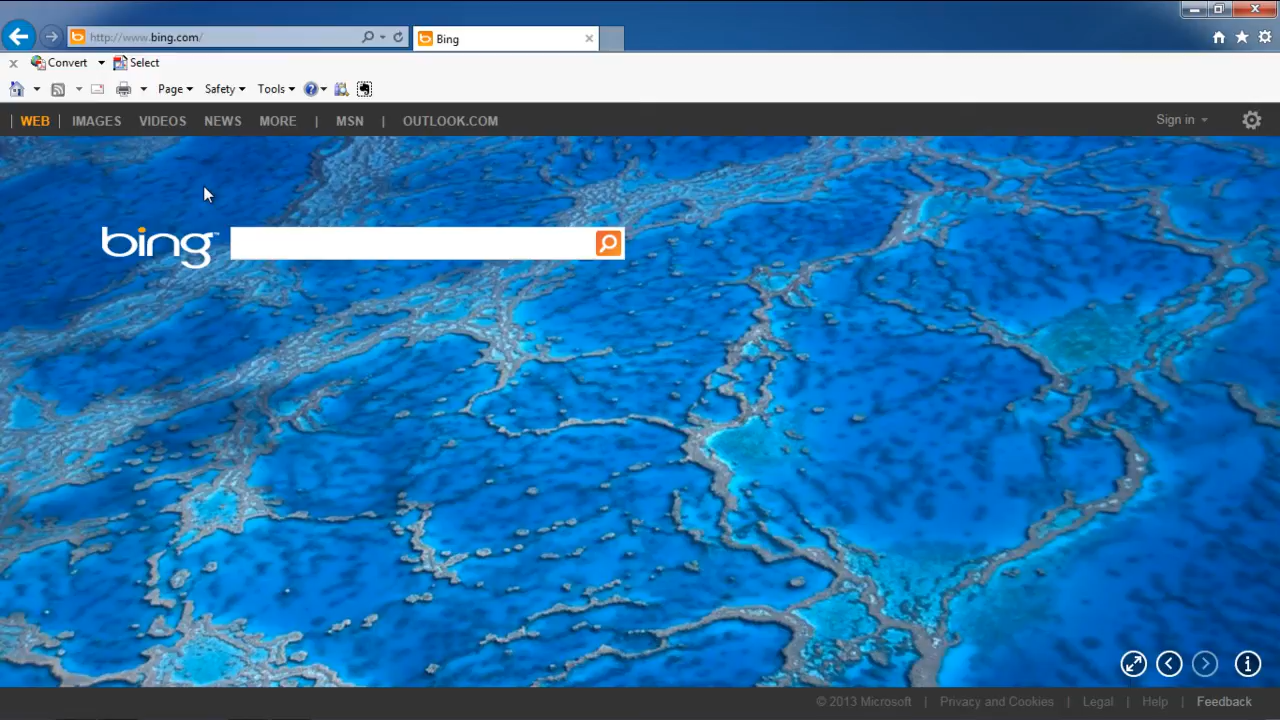 http://www.bing.com/
Bing
Convert
Select
Page
Safety
Tools
WEB | IMAGES VIDEOS NEWS MORE | MSN | OUTLOOK.COM
Sign in
bing™
© 2013 Microsoft | Privacy and Cookies | Legal | Help | Feedback